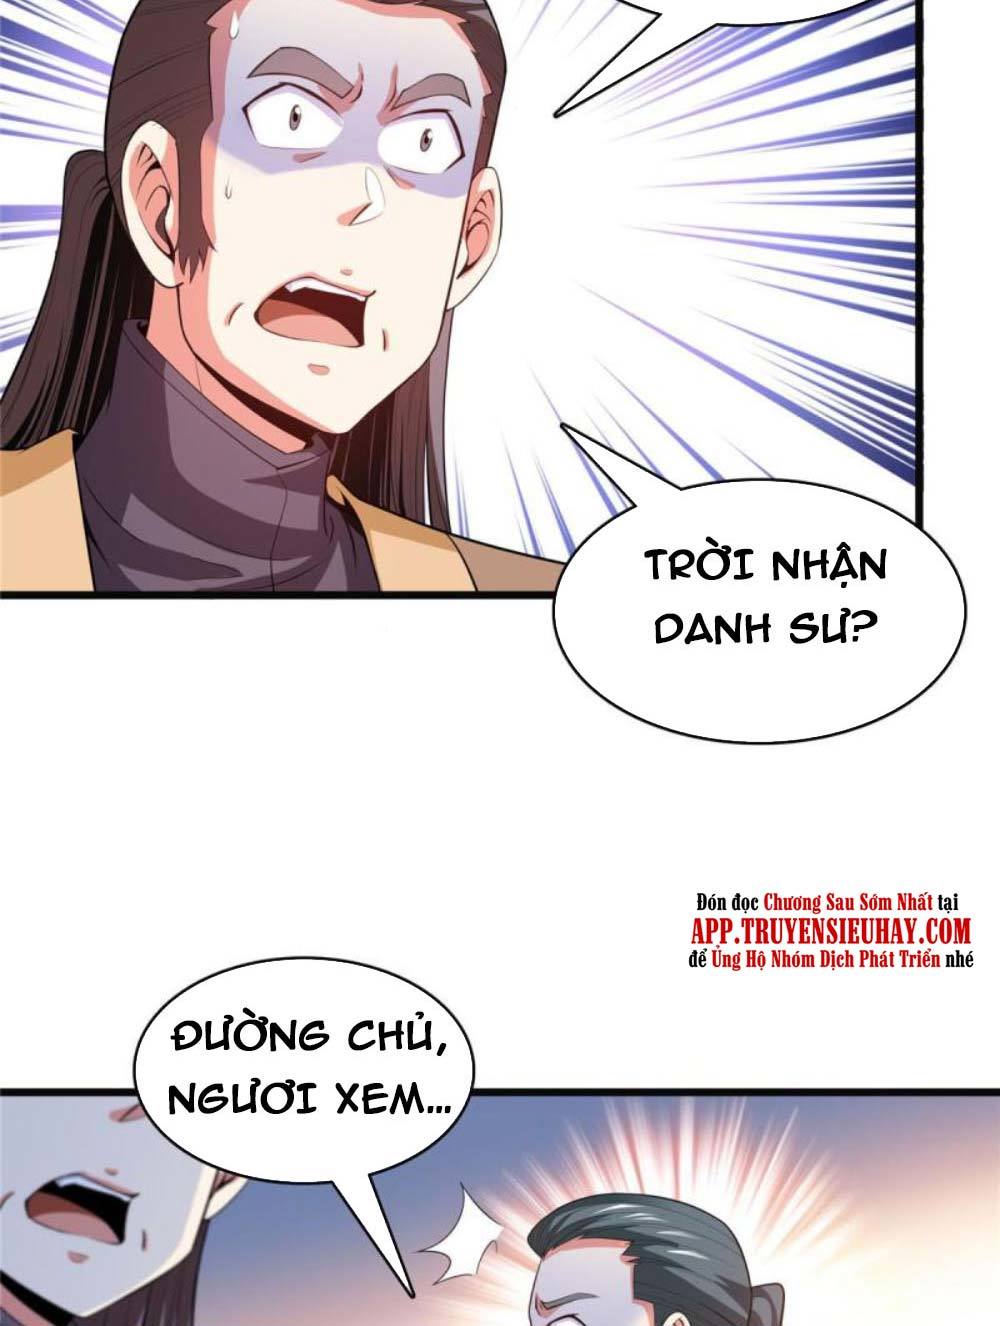 TRỜI NHẬN
DANH SƯ?
Đón đọc Chương Sau Sớm Nhất tại
APP.TRUYENSIEUHAY.COM
để Ủng Hộ Nhóm Dịch Phát Triển nhé
ĐƯỜNG CHỦ,
NGƯƠI XEM...